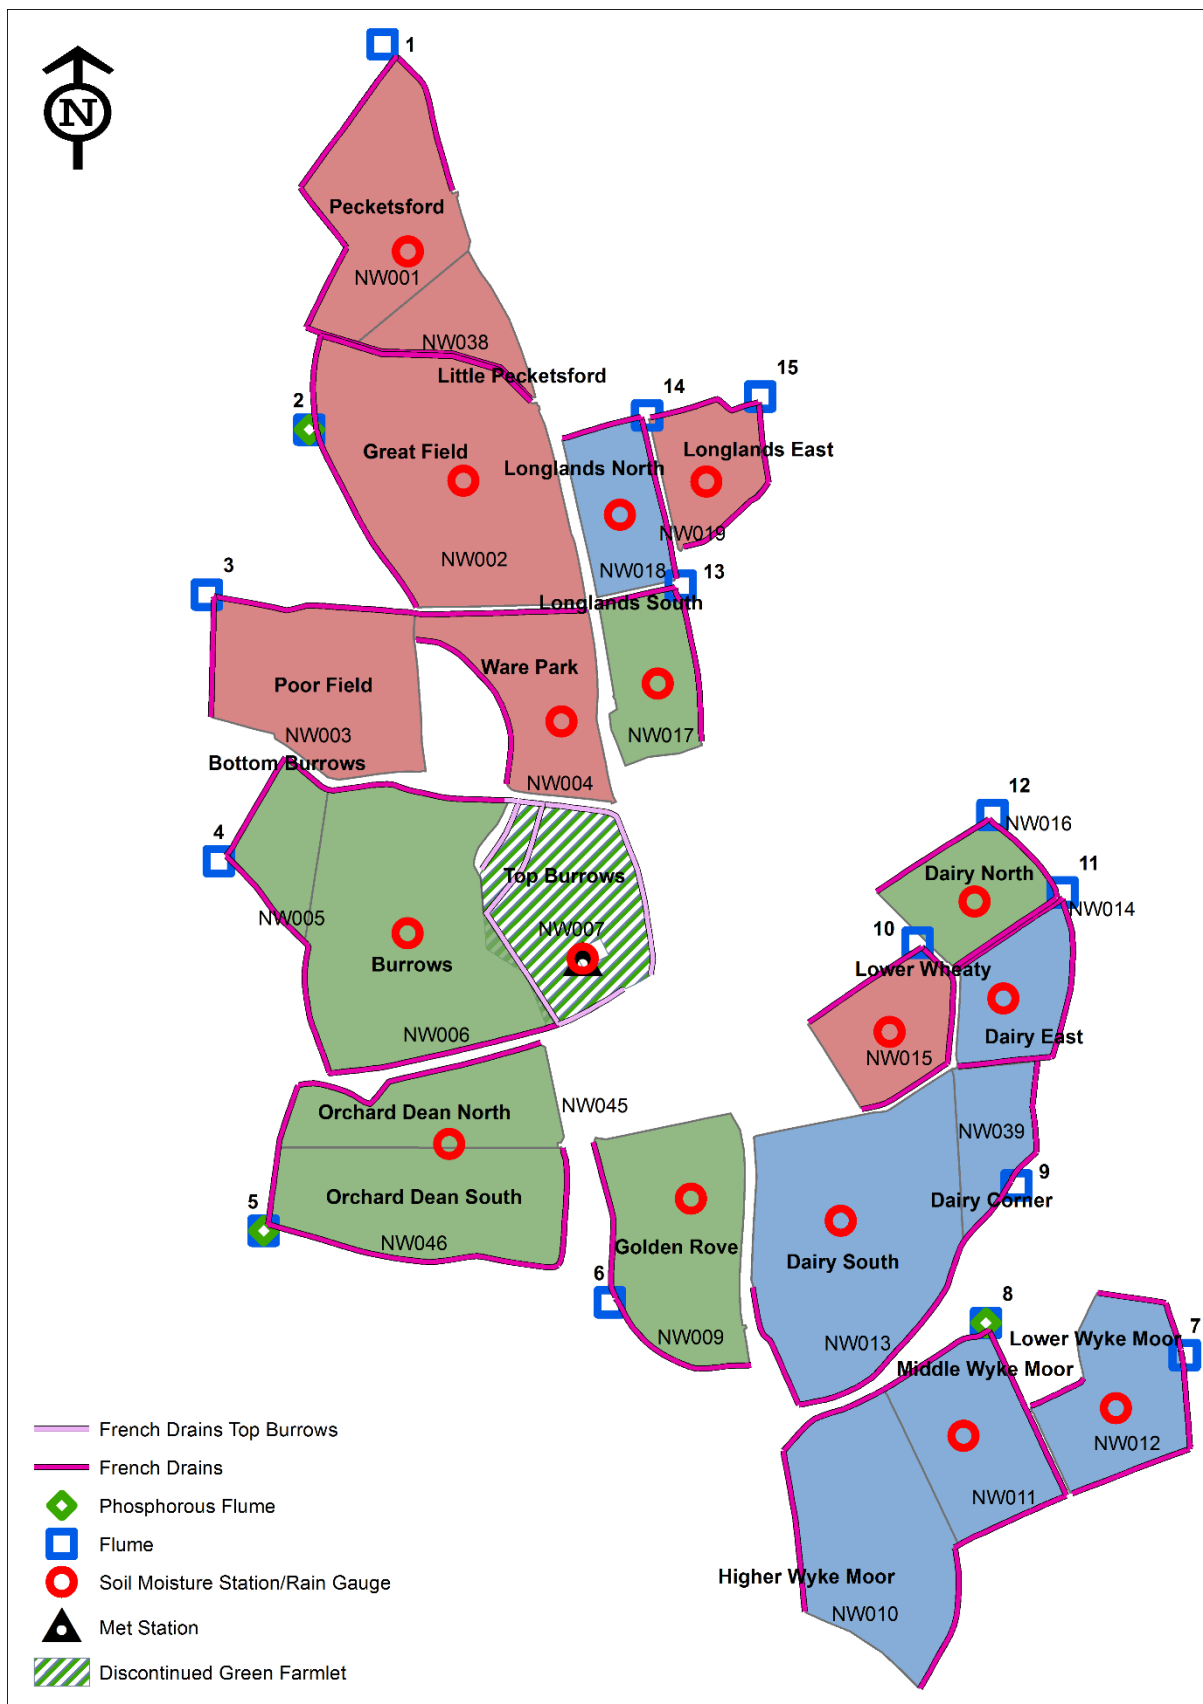 1
N
Pecketsford
NW001
NW038
Little Pecketsford
15
14
2
Great Field
Longlands East
Longlands North
NW019
NW002
NW018
3
13
Longlands South
Ware Park
Poor Field
NW003
NW017
Bottom Burrows
NW004
12
NW016
4
Top Burrows
Dairy North
11
NW014
NW005
NW007
10
Burrows
Lower Wheaty
NW006
NW015
Dairy East
Orchard Dean North
NW045
NW039
9
Orchard Dean South
Dairy Corner
5
NW046
Golden Rove
Dairy South
6
8
7
NW009
NW013
Lower Wyke Moor
Middle Wyke Moor
NW012
NW011
Higher Wyke Moor
NW010
French Drains Top Burrows
French Drains
Phosphorous Flume
Flume
Soil Moisture Station/Rain Gauge
Met Station
Discontinued Green Farmlet